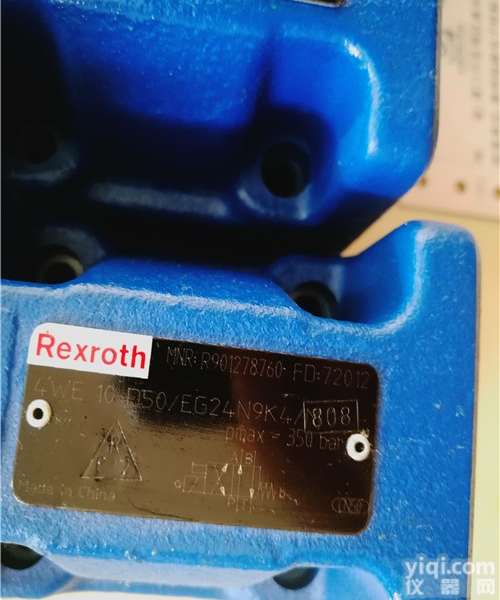 Rexroth
MNR: R901278760 FD: 72012
4WE 10 D50/EG24N9K4/
808
pmax = 350 bar
Made in China
yiqi.com
仪器网